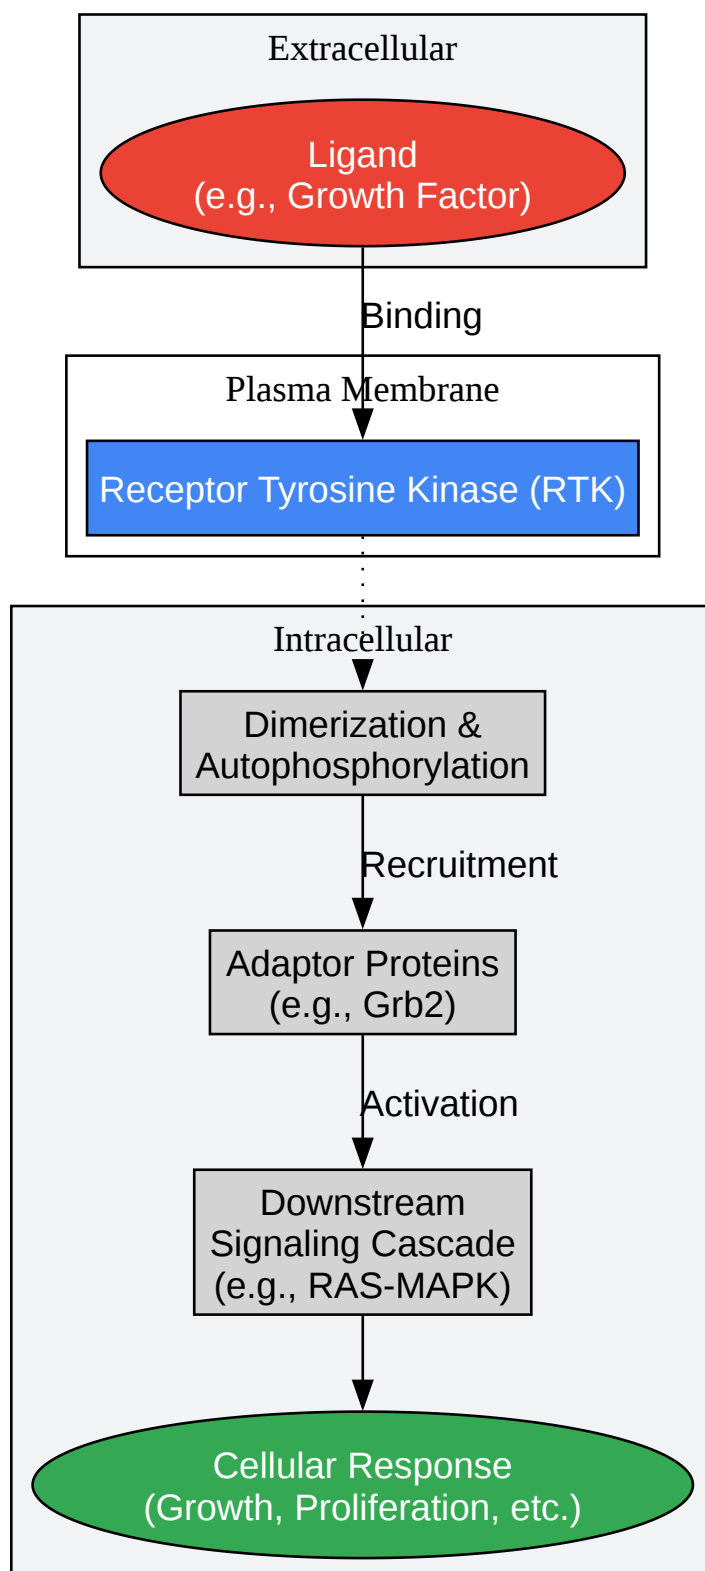 Extracellular
Ligand
(e.g., Growth Factor)
Binding
Plasma Membrane
Receptor Tyrosine Kinase (RTK)
Intracellular
Dimerization &
Autophosphorylation
Recruitment
Adaptor Proteins
(e.g., Grb2)
Activation
Downstream
Signaling Cascade
(e.g., RAS-MAPK)
Cellular Response
(Growth, Proliferation, etc.)